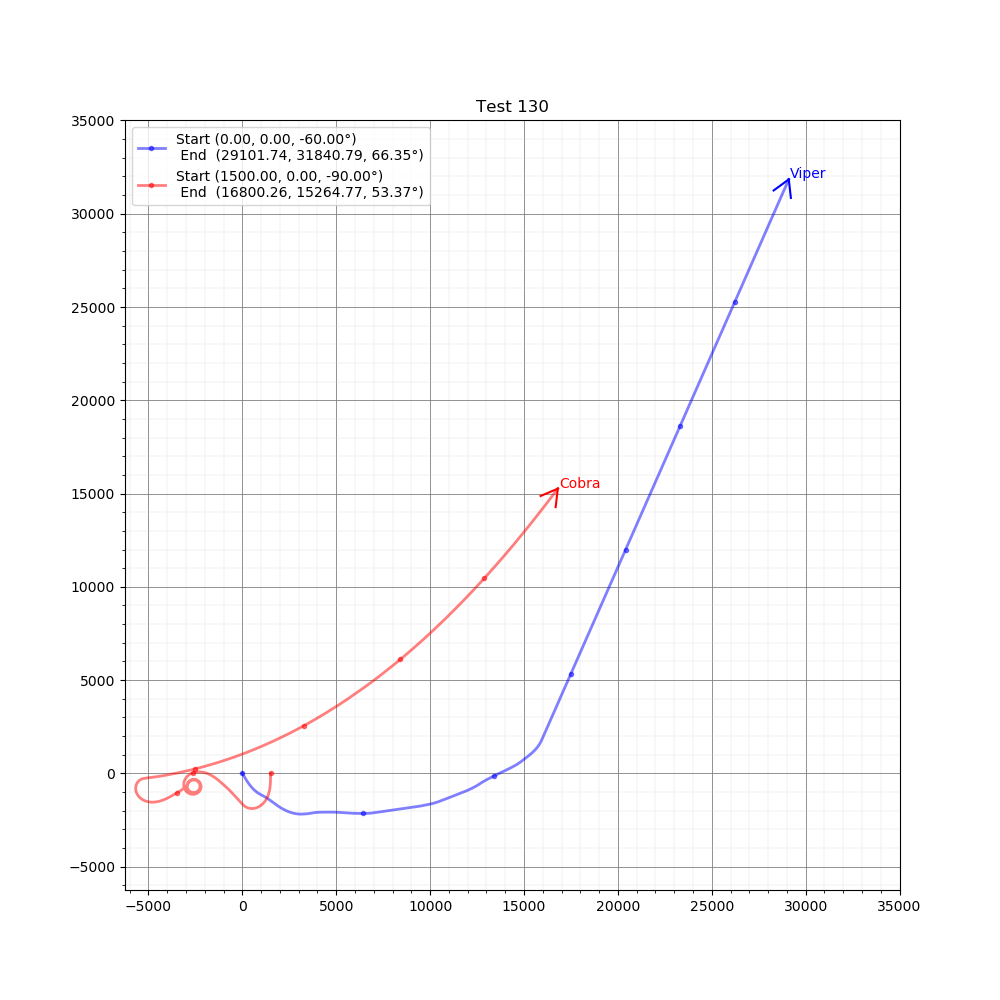 Test 130
Start (0.00, 0.00, -60.00°)
End (29101.74, 31840.79, 66.35°)
Start (1500.00, 0.00, -90.00°)
End (16800.26, 15264.77, 53.37°)
35000
30000
25000
20000
15000
10000
5000
0
−5000
Viper
Cobra
−5000 0 5000 10000 15000 20000 25000 30000 35000